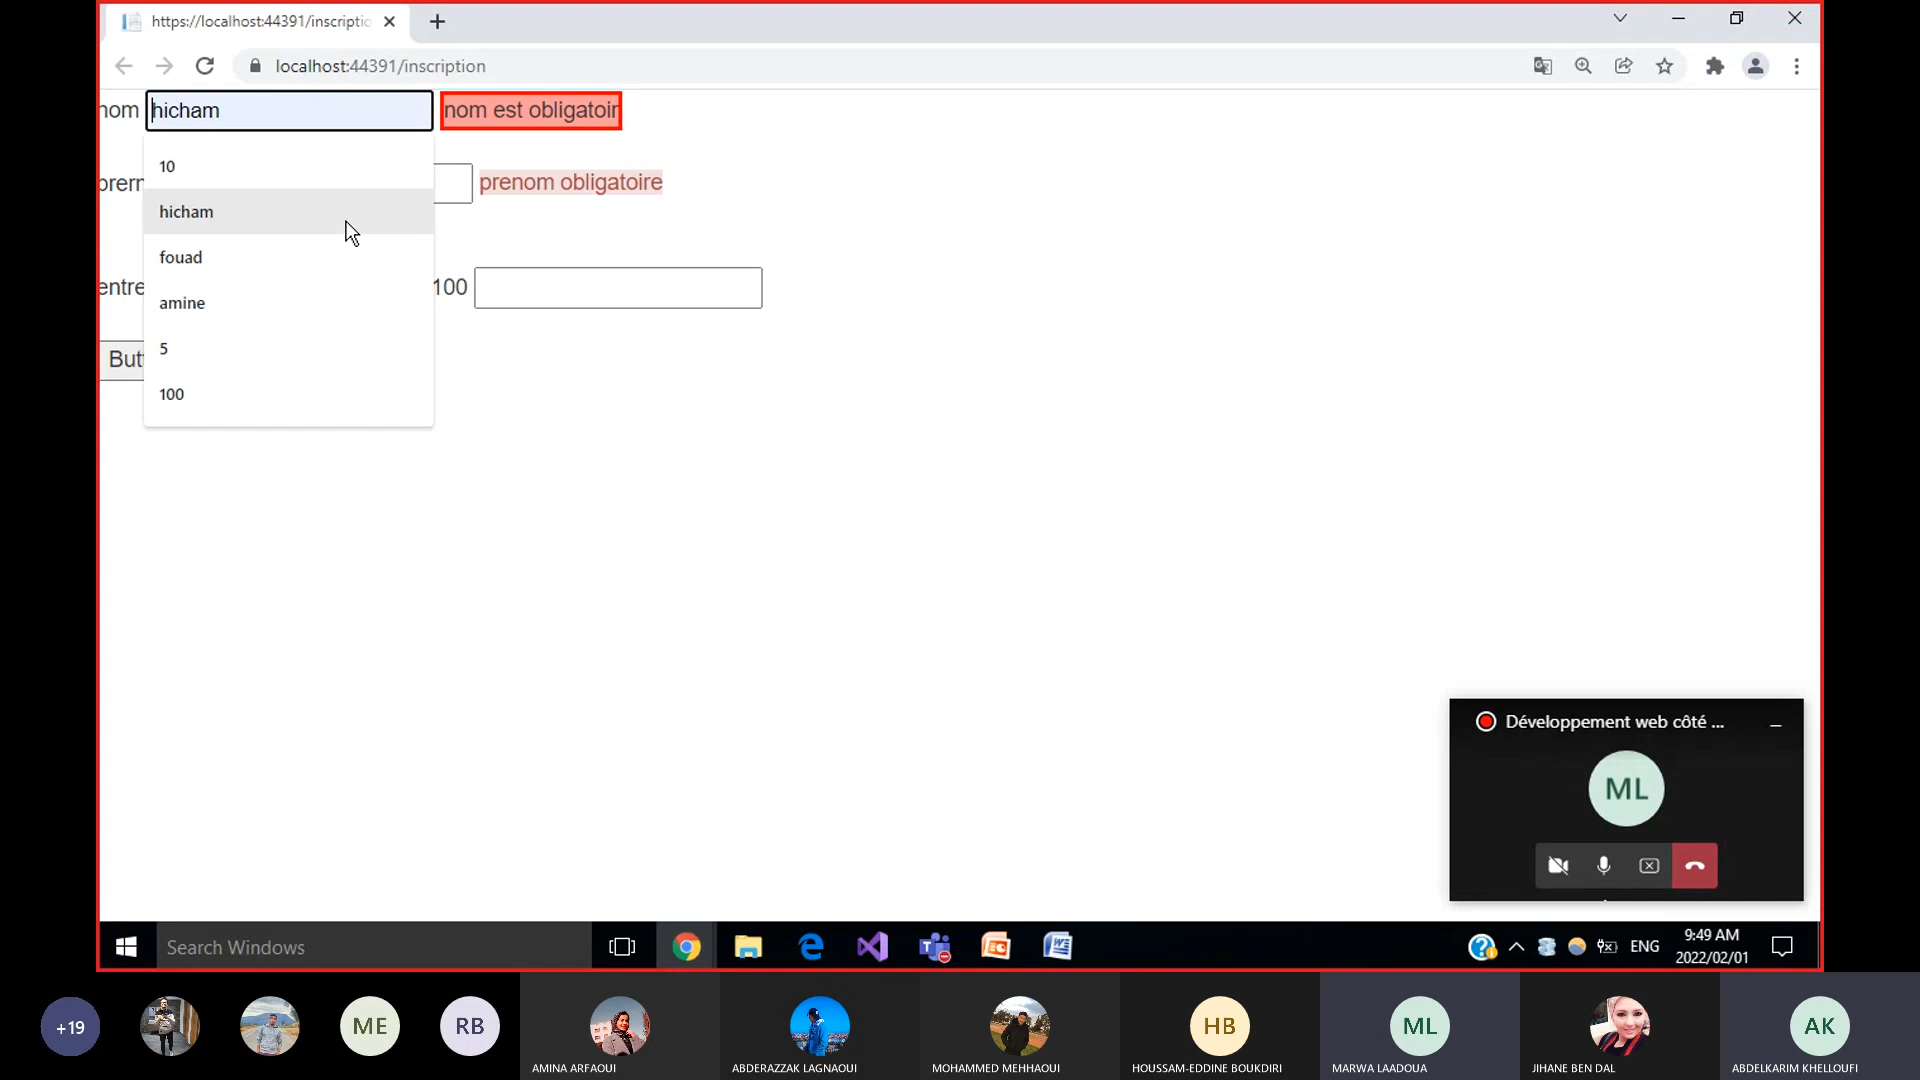 https://localhost:44391/inscriptio
localhost:44391/inscription
nom hicham nom est obligatoir
10
prem prenom obligatoire
hicham
fouad
entre 100
amine
5
But
100
Développement web côté ...
ML
Search Windows
ENG
9:49 AM
2022/02/01
+19
ME
RB
HB
ML
AK
AMINA ARFAOUI
ABDERAZZAK LAGNAOUI
MOHAMMED MEHHAOUI
HOUSSAM-EDDINE BOUKDIRI
MARWA LAADOUA
JIHANE BEN DAL
ABDELKARIM KHELLOUFI